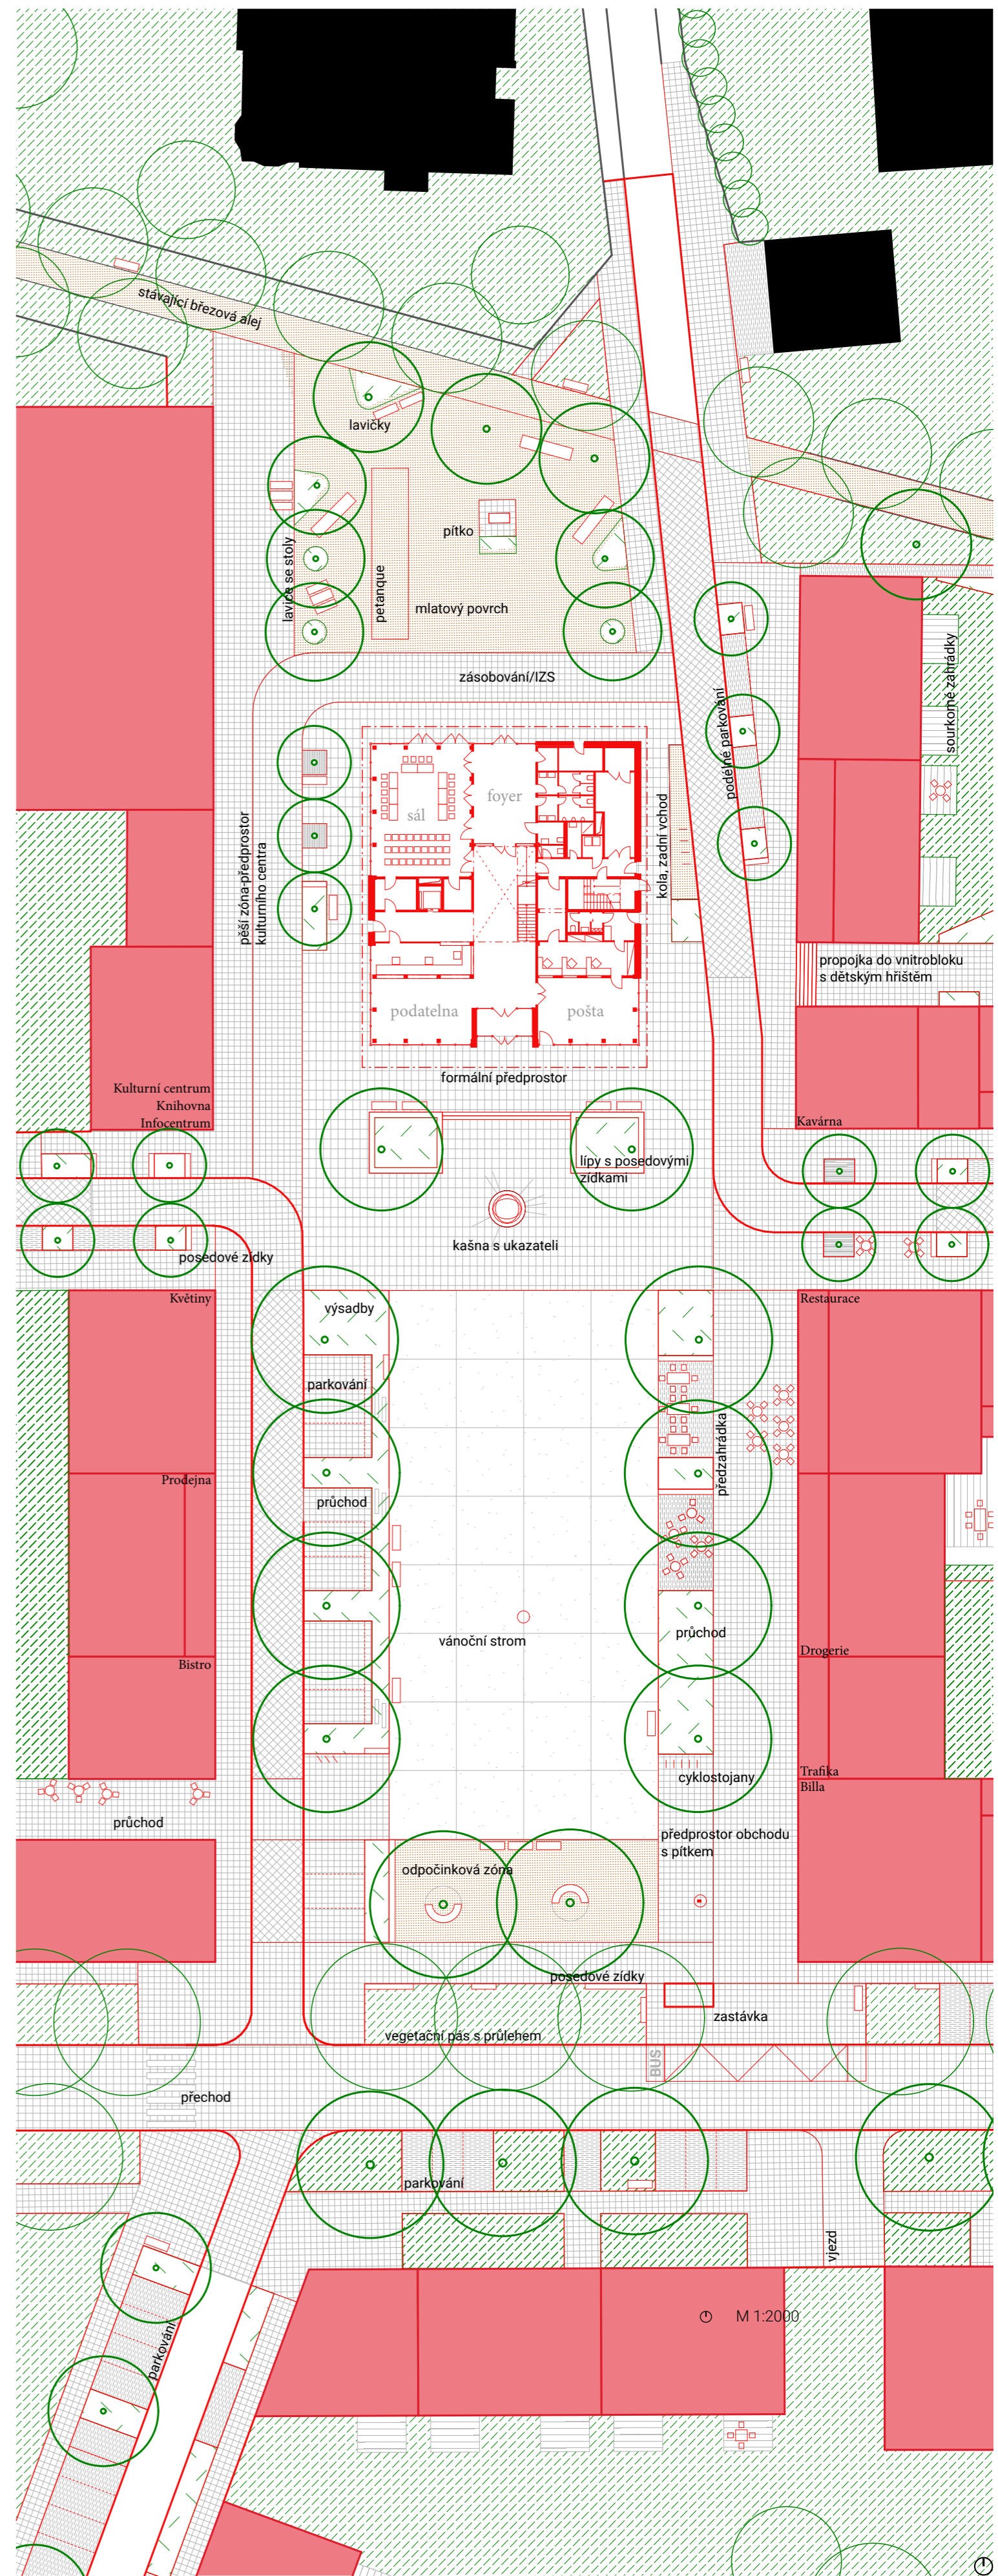 stávající březová alej
lavičky
lavice se stoly
petanque
pítko
mlatový povrch
zásobování/IZS
sourkomé zahrádky
podélné parkování
pěší zóna-předprostor
kulturního centra
sál
foyer
kola, zadní vchod
podatelna
pošta
propojka do vnitrobloku
s dětským hřištěm
formální předprostor
Kulturní centrum
Knihovna
Infocentrum
Kavárna
lípy s posedovými
zídkami
kašna s ukazateli
posedové zídky
Květiny
výsadby
Restaurace
parkování
předzahrádka
Prodejna
průchod
průchod
vánoční strom
Drogerie
Bistro
Trafika
Billa
cyklostojany
průchod
předprostor obchodu
s pítkem
odpočinková zóna
posedové zídky
zastávka
vegetační pás s průlehem
BUS
přechod
parkování
vjezd
M 1:2000
parkování